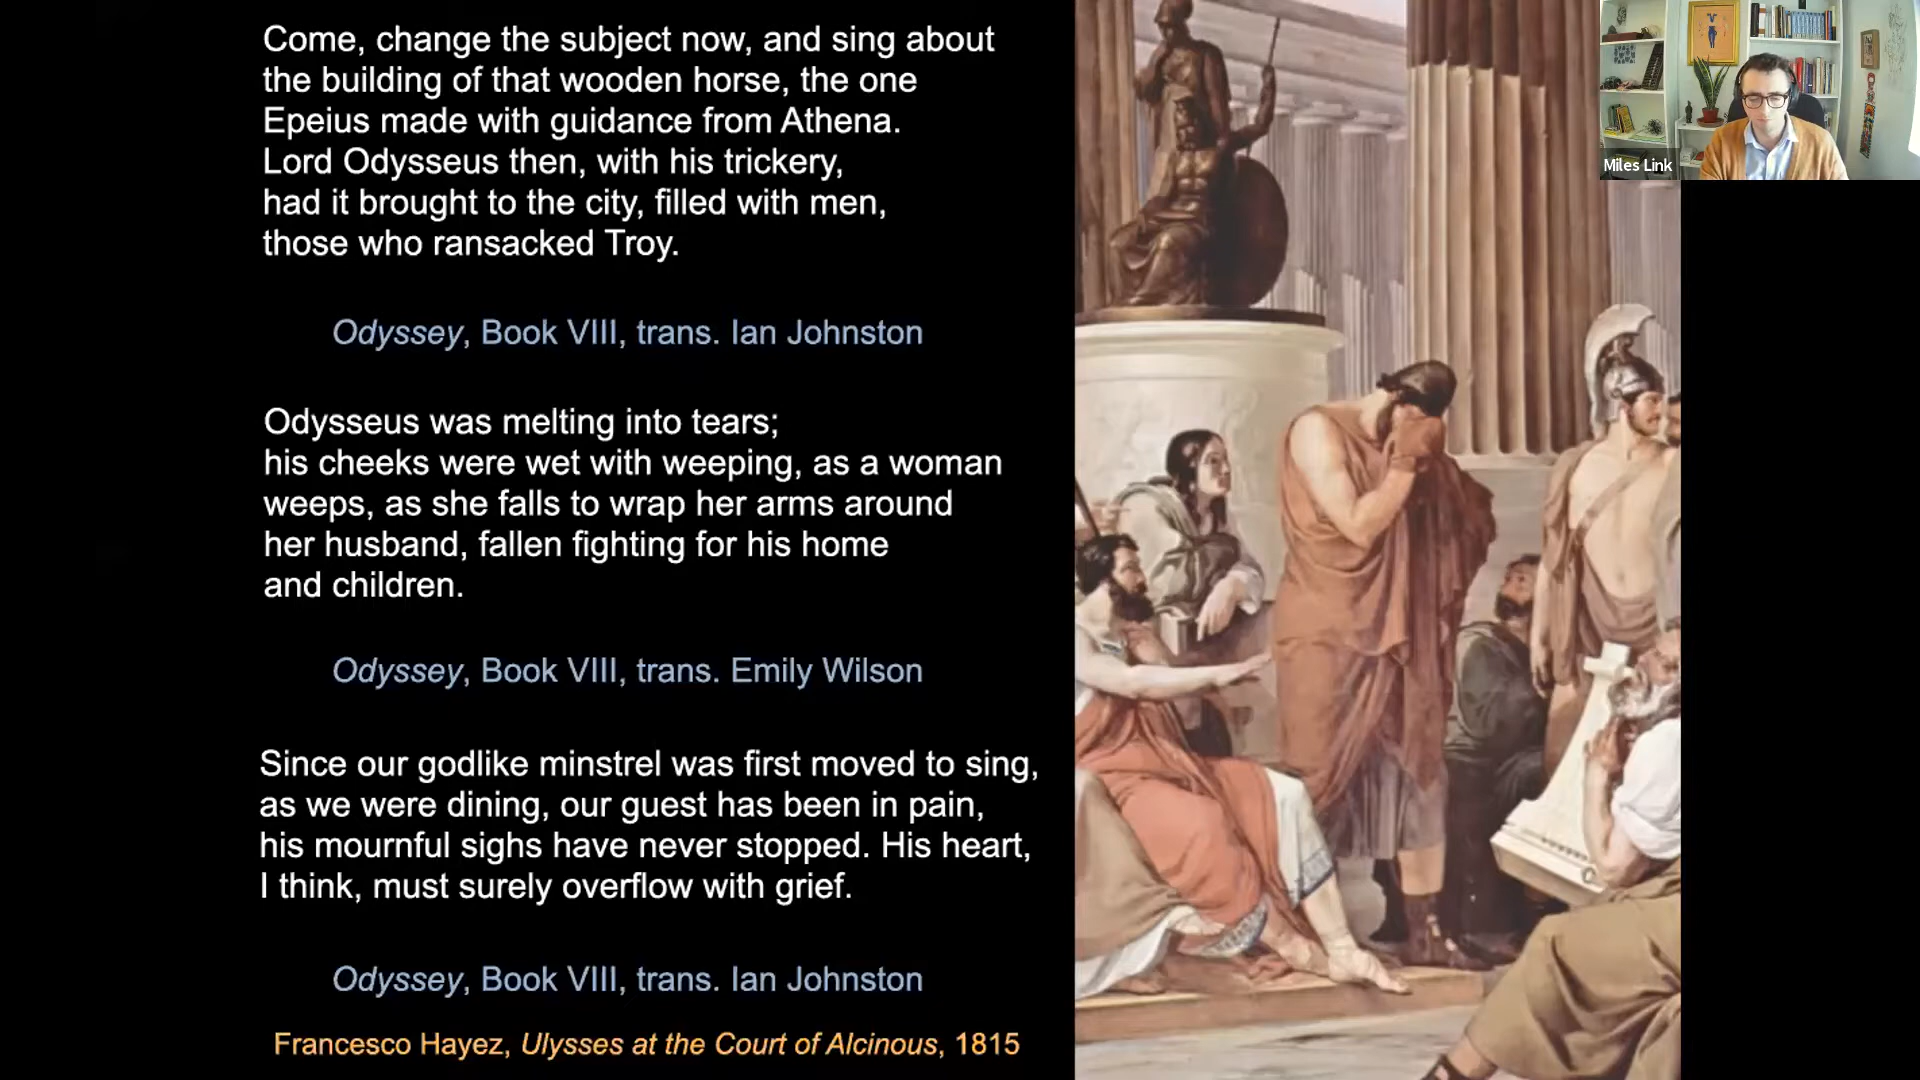 Come, change the subject now, and sing about
the building of that wooden horse, the one
Epeius made with guidance from Athena.
Lord Odysseus then, with his trickery,
had it brought to the city, filled with men,
those who ransacked Troy.
Odyssey, Book VIII, trans. Ian Johnston
Odysseus was melting into tears;
his cheeks were wet with weeping, as a woman
weeps, as she falls to wrap her arms around
her husband, fallen fighting for his home
and children.
Odyssey, Book VIII, trans. Emily Wilson
Since our godlike minstrel was first moved to sing,
as we were dining, our guest has been in pain,
his mournful sighs have never stopped. His heart,
I think, must surely overflow with grief.
Odyssey, Book VIII, trans. Ian Johnston
Francesco Hayez, Ulysses at the Court of Alcinous, 1815
Miles Link